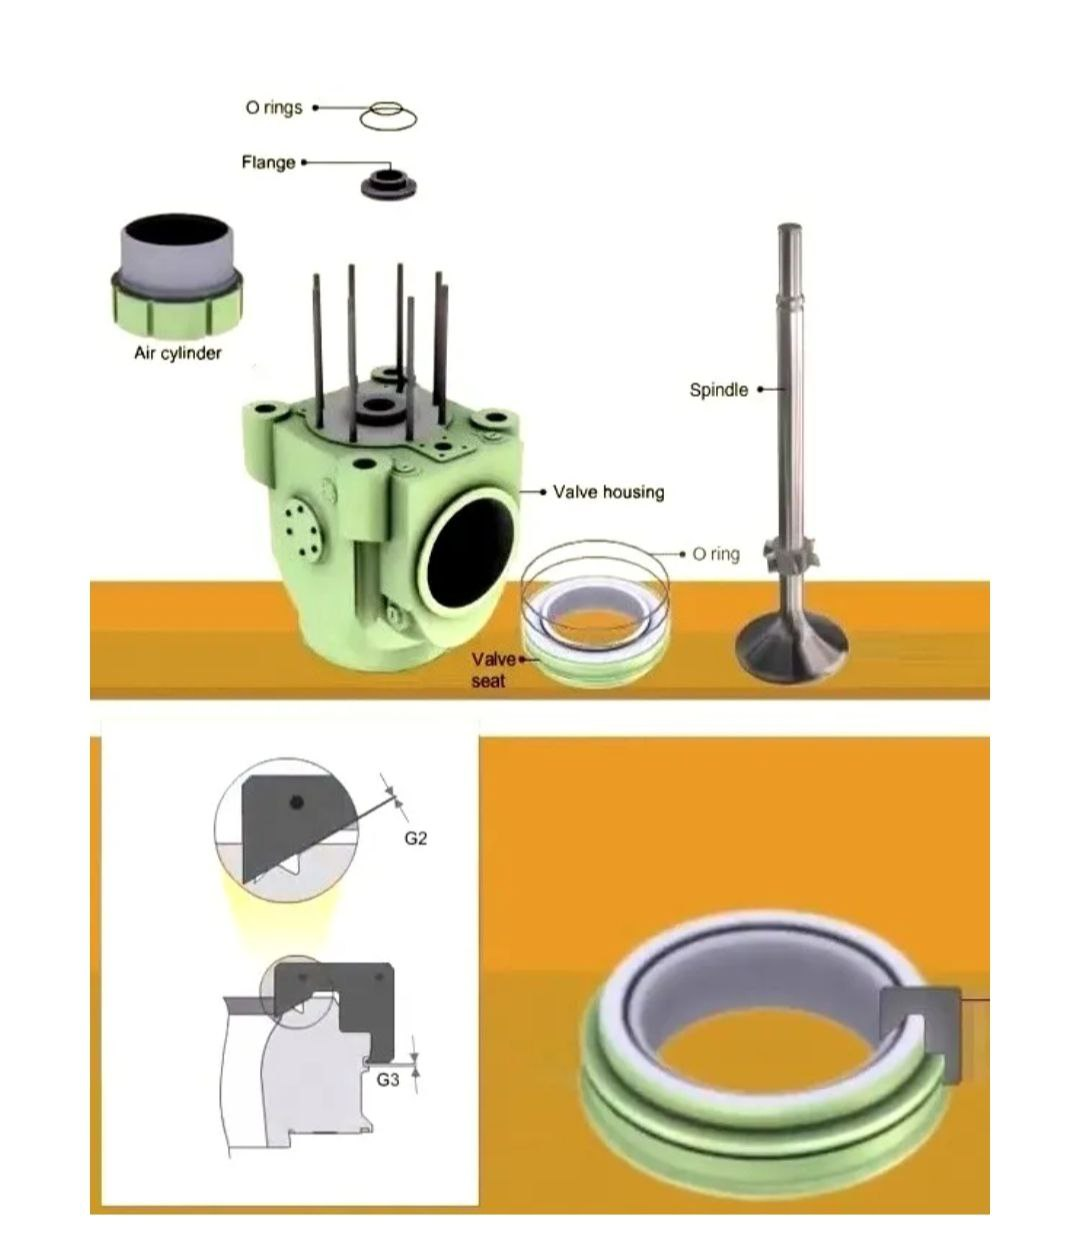 O rings
Flange
Air cylinder
Spindle
Valve housing
O ring
Valve
seat
G2
G3